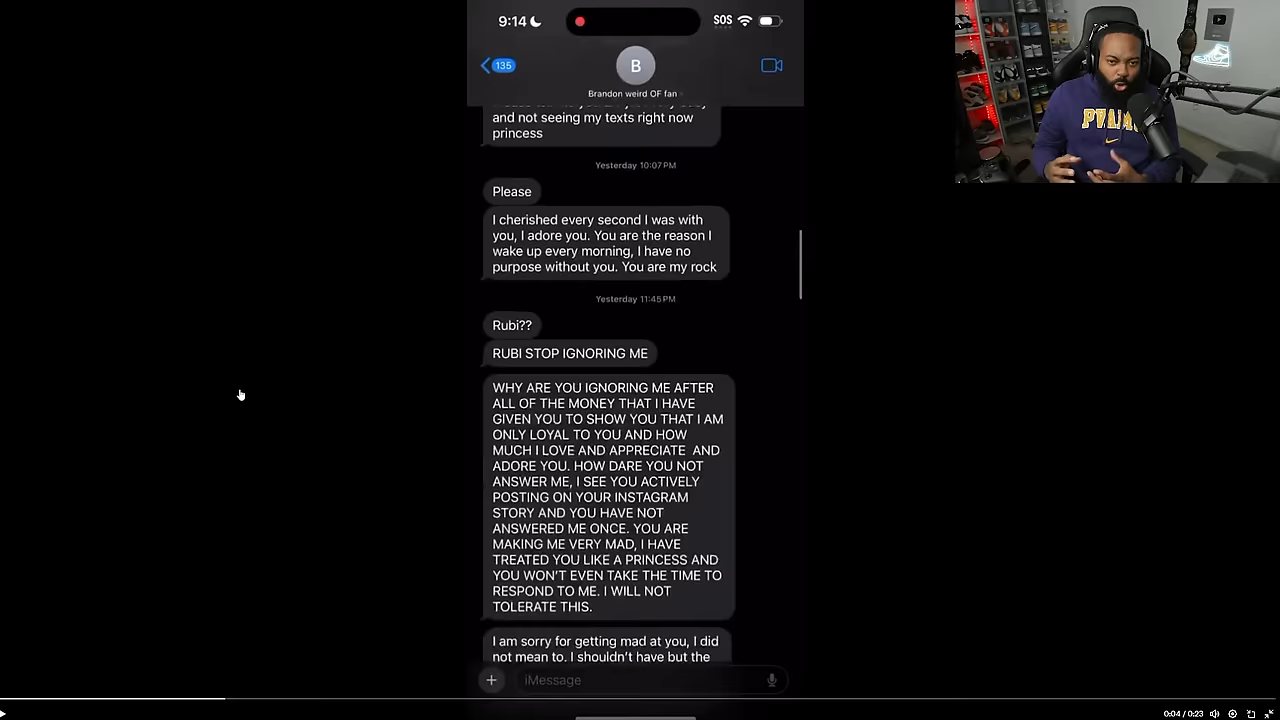 9:14
SOS
135
B
Brandon weird OF fan
and not seeing my texts right now
princess
Yesterday 10:07 PM
Please
I cherished every second I was with
you, I adore you. You are the reason I
wake up every morning, I have no
purpose without you. You are my rock
Yesterday 11:45 PM
Rubi??
RUBI STOP IGNORING ME
WHY ARE YOU IGNORING ME AFTER
ALL OF THE MONEY THAT I HAVE
GIVEN YOU TO SHOW YOU THAT I AM
ONLY LOYAL TO YOU AND HOW
MUCH I LOVE AND APPRECIATE AND
ADORE YOU. HOW DARE YOU NOT
ANSWER ME, I SEE YOU ACTIVELY
POSTING ON YOUR INSTAGRAM
STORY AND YOU HAVE NOT
ANSWERED ME ONCE. YOU ARE
MAKING ME VERY MAD, I HAVE
TREATED YOU LIKE A PRINCESS AND
YOU WON'T EVEN TAKE THE TIME TO
RESPOND TO ME. I WILL NOT
TOLERATE THIS.
I am sorry for getting mad at you, I did
not mean to. I shouldn't have but the
iMessage
PVAMU
0:04 / 0:23